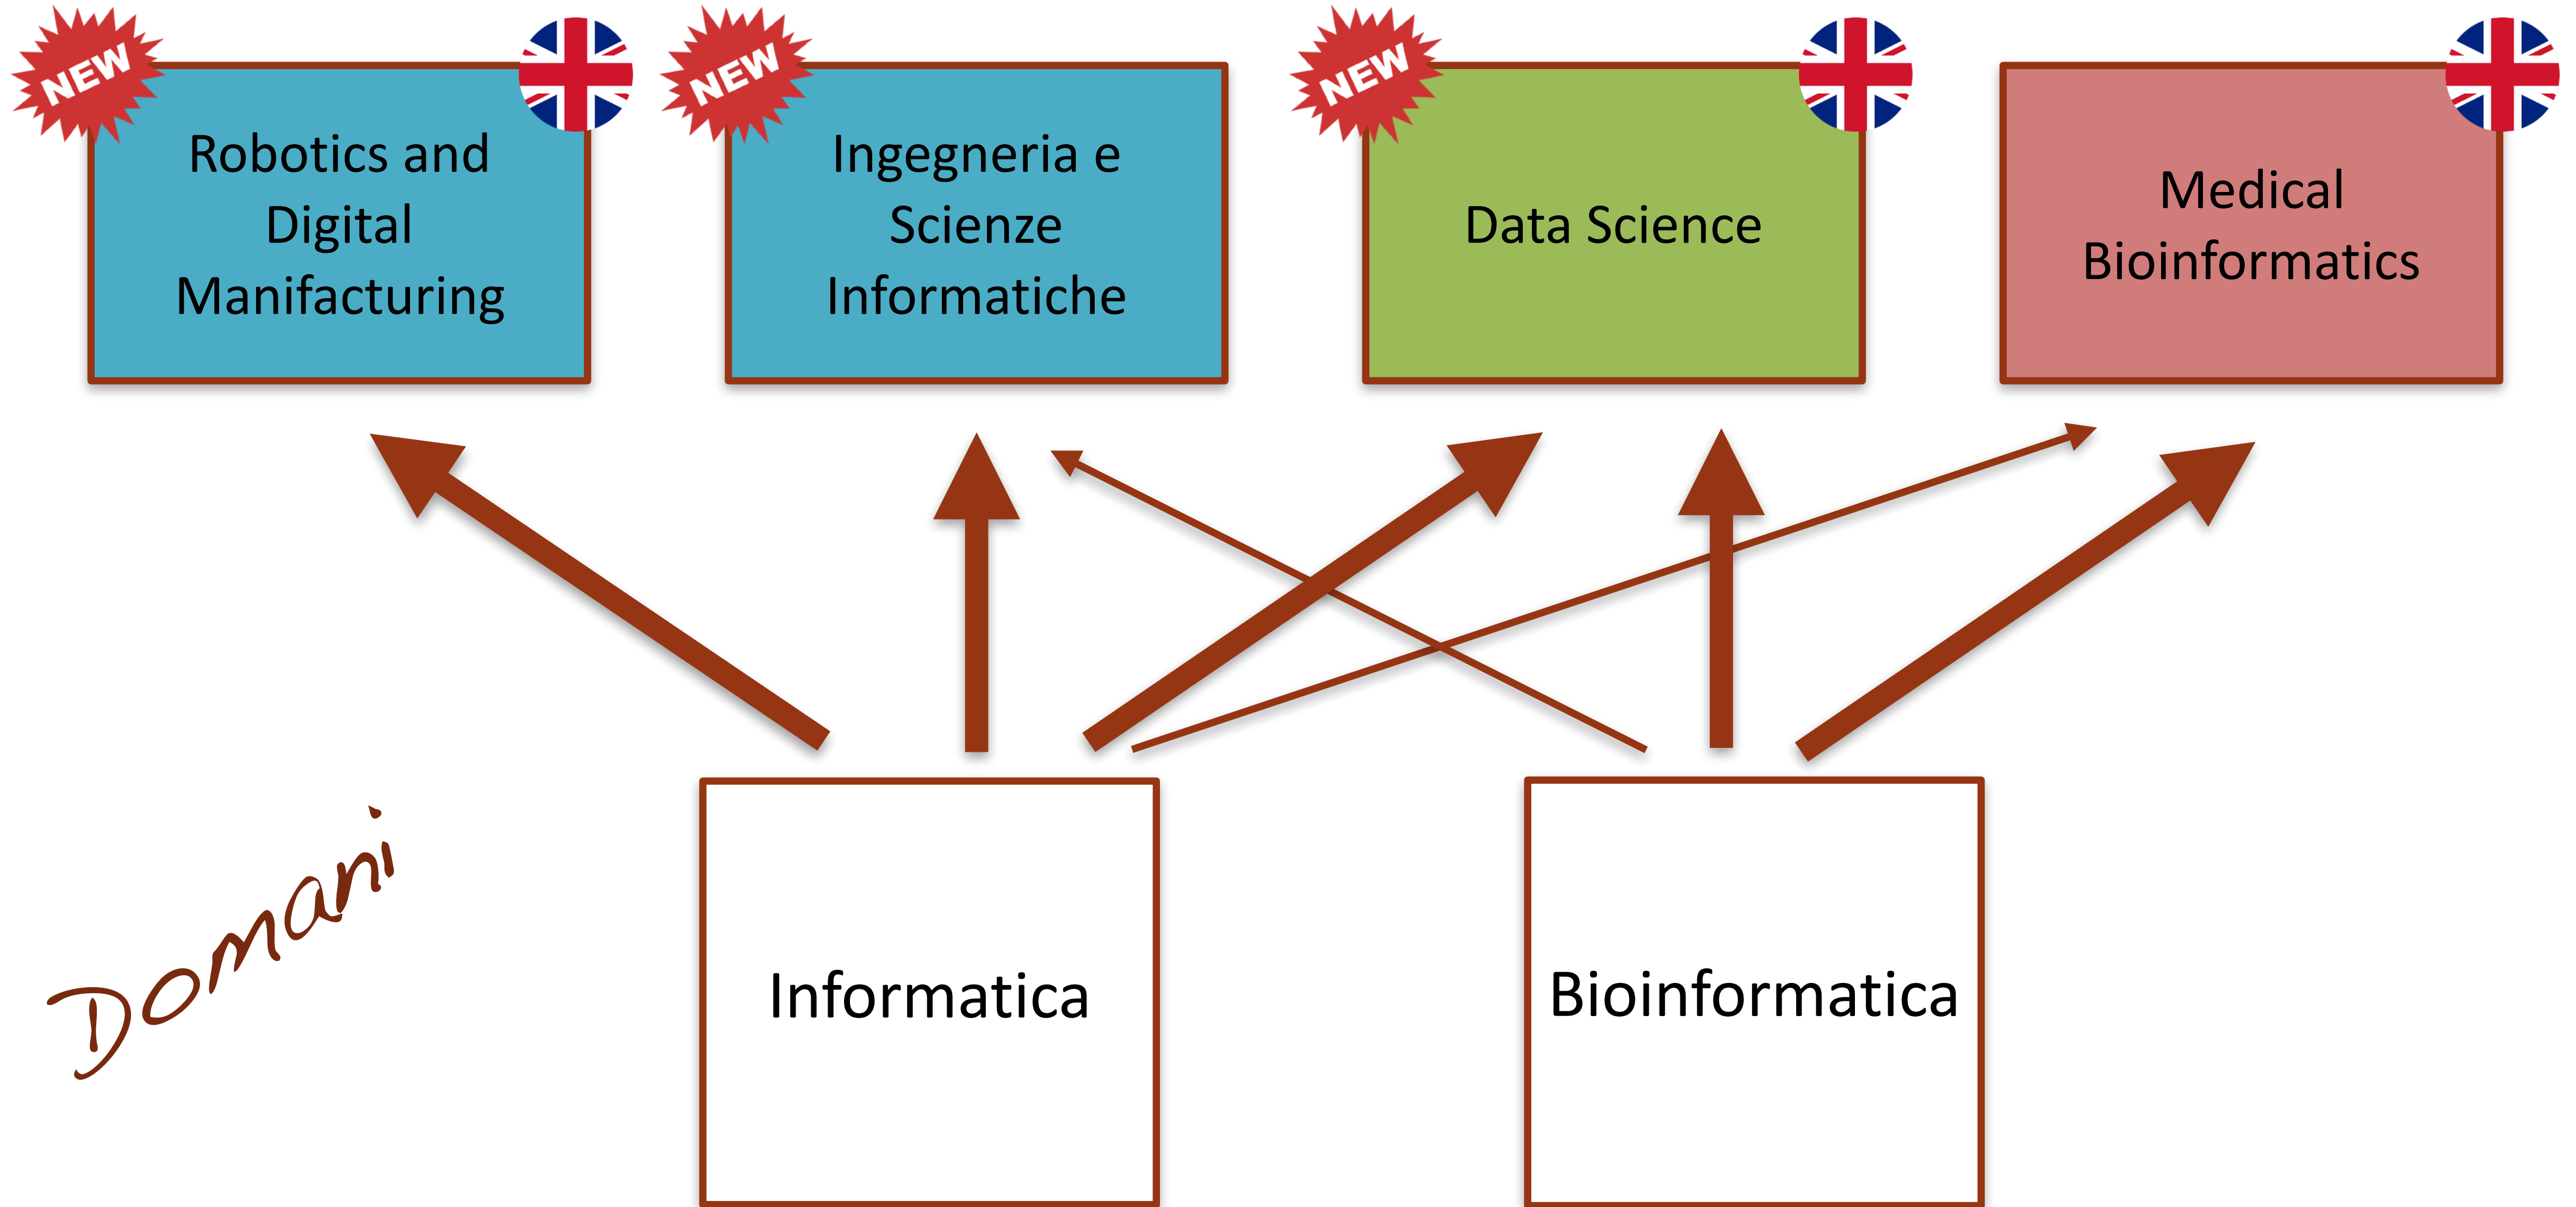 NEW
NEW
NEW
Robotics and
Digital
Manifacturing
Ingegneria e
Scienze
Informatiche
Data Science
Medical
Bioinformatics
Domani
Informatica
Bioinformatica